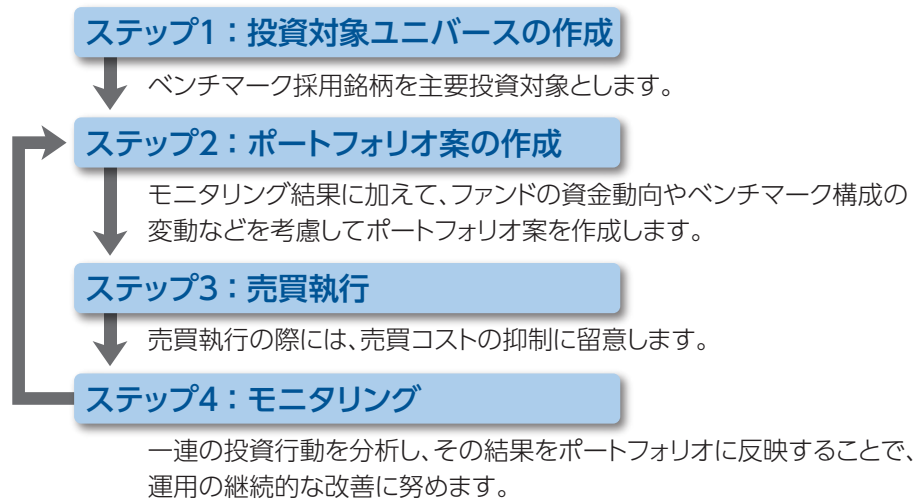 ステップ1：投資対象ユニバースの作成
ベンチマーク採用銘柄を主要投資対象とします。
ステップ2：ポートフォリオ案の作成
モニタリング結果に加えて、ファンドの資金動向やベンチマーク構成の
変動などを考慮してポートフォリオ案を作成します。
ステップ3：売買執行
売買執行の際には、売買コストの抑制に留意します。
ステップ4：モニタリング
一連の投資行動を分析し、その結果をポートフォリオに反映することで、
運用の継続的な改善に努めます。